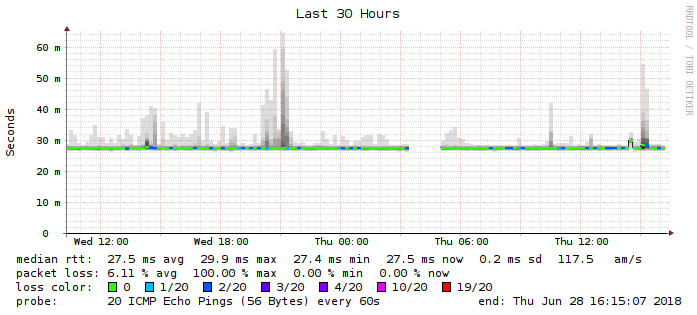 Last 30 Hours
RRDTOOL / TOBI OETIKER
Seconds
60 m
50 m
40 m
30 m
20 m
10 m
0
Wed 12:00 Wed 18:00 Thu 00:00 Thu 06:00 Thu 12:00
median rtt: 27.5 ms avg 29.9 ms max 27.4 ms min 27.5 ms now 0.2 ms sd 117.5 am/s
packet loss: 6.11 % avg 100.00 % max 0.00 % min 0.00 % now
loss color: 0 1/20 2/20 3/20 4/20 10/20 19/20
probe: 20 ICMP Echo Pings (56 Bytes) every 60s end: Thu Jun 28 16:15:07 2018